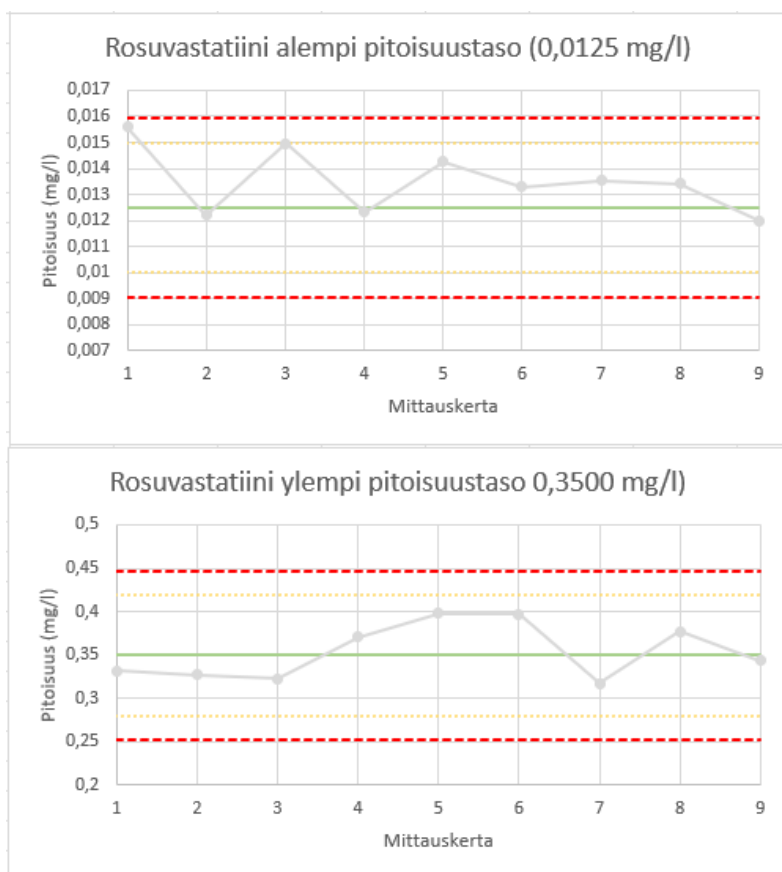 Rosuvastatiini alempi pitoisuustaso (0,0125 mg/l)
Pitoisuus (mg/l)
0,017
0,016
0,015
0,014
0,013
0,012
0,011
0,01
0,009
0,008
0,007
1 2 3 4 5 6 7 8 9
Mittauskerta
Rosuvastatiini ylempi pitoisuustaso 0,3500 mg/l)
Pitoisuus (mg/l)
0,5
0,45
0,4
0,35
0,3
0,25
0,2
1 2 3 4 5 6 7 8 9
Mittauskerta